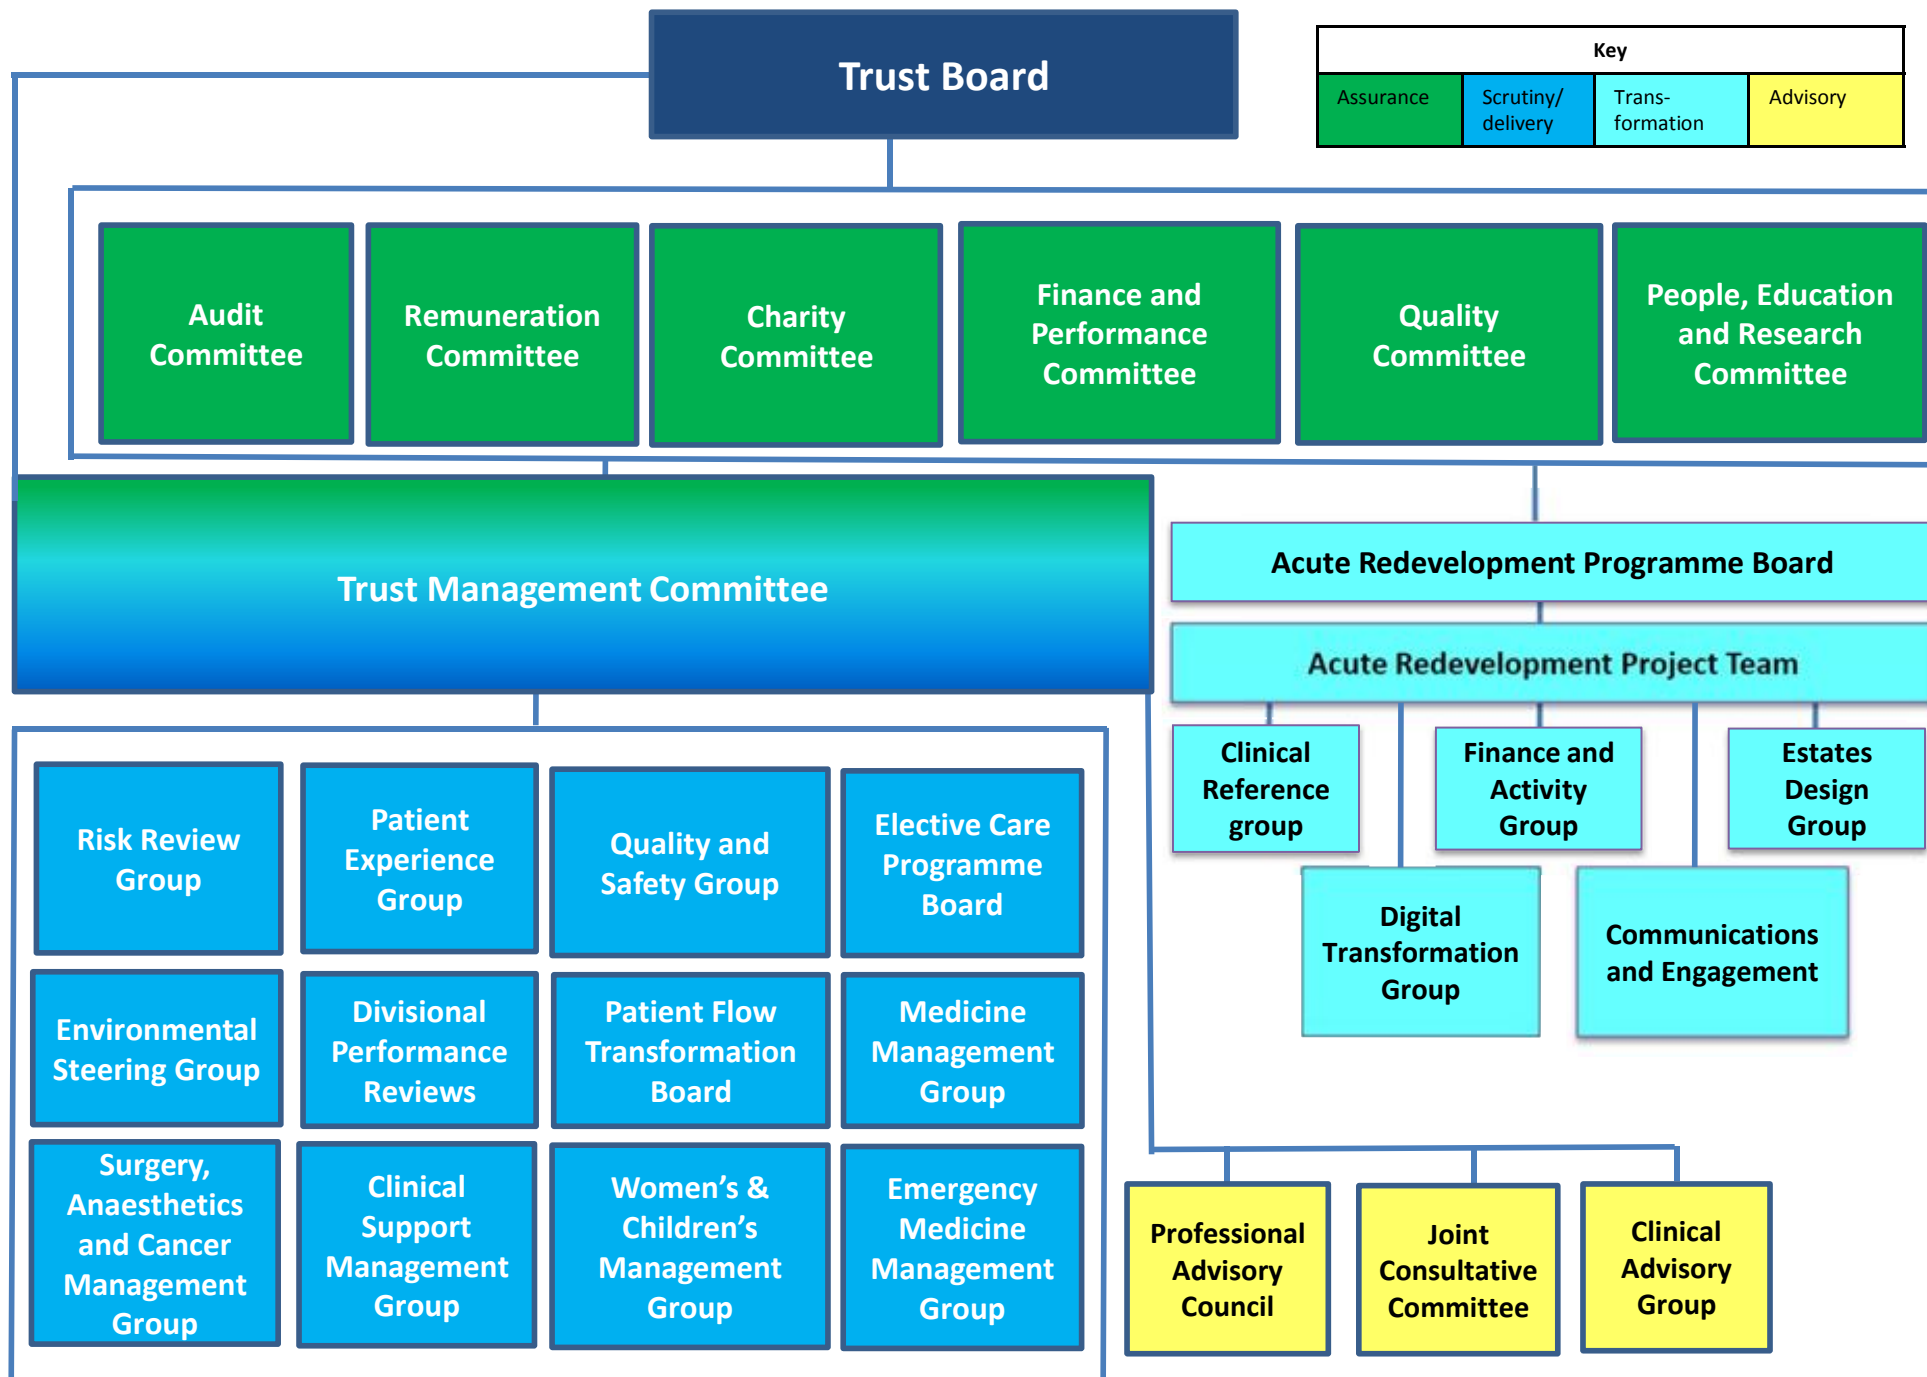 Trust Board
Key
Assurance
Scrutiny/
delivery
Trans-
formation
Advisory
Audit
Committee
Remuneration
Committee
Charity
Committee
Finance and
Performance
Committee
Quality
Committee
People, Education
and Research
Committee
Trust Management Committee
Acute Redevelopment Programme Board
Acute Redevelopment Project Team
Clinical
Reference
group
Finance and
Activity
Group
Estates
Design
Group
Digital
Transformation
Group
Communications
and Engagement
Risk Review
Group
Patient
Experience
Group
Quality and
Safety Group
Elective Care
Programme
Board
Environmental
Steering Group
Divisional
Performance
Reviews
Patient Flow
Transformation
Board
Medicine
Management
Group
Surgery,
Anaesthetics
and Cancer
Management
Group
Clinical
Support
Management
Group
Women’s &
Children’s
Management
Group
Emergency
Medicine
Management
Group
Professional
Advisory
Council
Joint
Consultative
Committee
Clinical
Advisory
Group